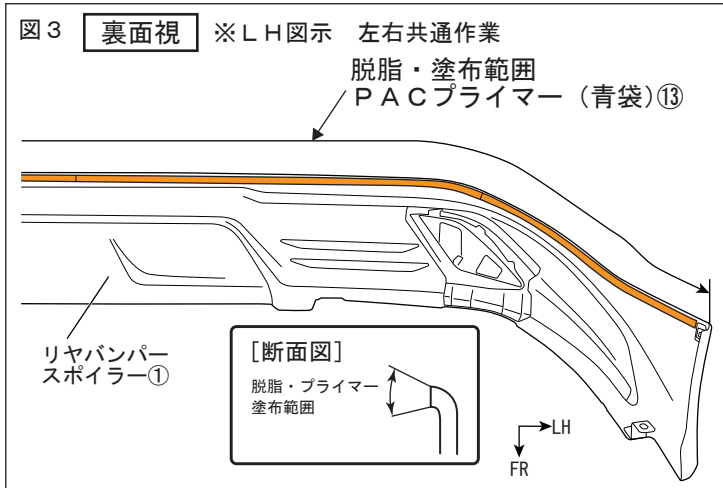 図3 裏面視 ※LH図示 左右共通作業
脱脂・塗布範囲
PACプライマー(青袋)⑬
リヤバンパー
スポイラー①
[断面図]
脱脂・プライマー
塗布範囲
LH
FR